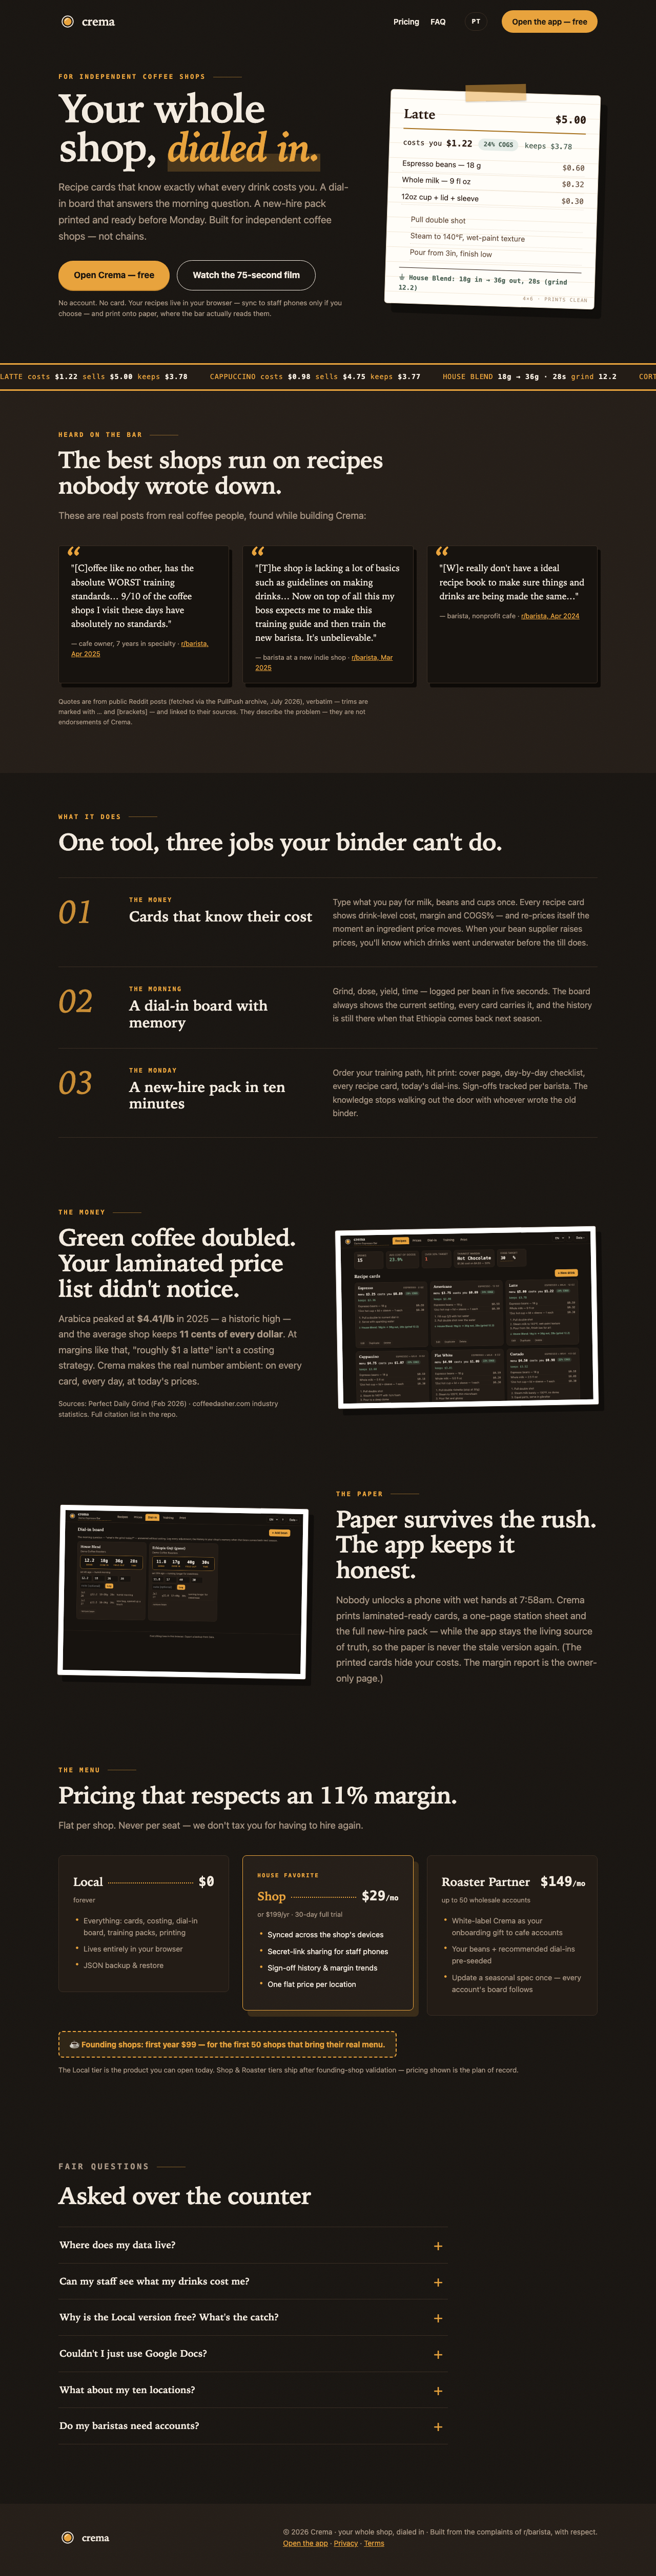 crema
Pricing
FAQ
PT
Open the app — free
FOR INDEPENDENT COFFEE SHOPS
Your whole
shop, dialed in.
Recipe cards that know exactly what every drink costs you. A dial-
in board that answers the morning question. A new-hire pack
printed and ready before Monday. Built for independent coffee
shops — not chains.
Open Crema — free
Watch the 75-second film
No account. No card. Your recipes live in your browser — sync to staff phones only if you
choose — and print onto paper, where the bar actually reads them.
Latte
$5.00
costs you $1.22 24% COGS keeps $3.78
Espresso beans — 18 g $0.60
Whole milk — 9 fl oz $0.32
12oz cup + lid + sleeve $0.30
Pull double shot
Steam to 140°F, wet-paint texture
Pour from 3in, finish low
House Blend: 18g in → 36g out, 28s (grind
12.2)
4×6 · PRINTS CLEAN
LATTE costs $1.22 sells $5.00 keeps $3.78 CAPPUCCINO costs $0.98 sells $4.75 keeps $3.77 HOUSE BLEND 18g → 36g · 28s grind 12.2 CORT
HEARD ON THE BAR
The best shops run on recipes
nobody wrote down.
These are real posts from real coffee people, found while building Crema:
“
"[C]offee like no other, has the
absolute WORST training
standards… 9/10 of the coffee
shops I visit these days have
absolutely no standards."
— cafe owner, 7 years in specialty · r/barista,
Apr 2025
“
"[T]he shop is lacking a lot of basics
such as guidelines on making
drinks… Now on top of all this my
boss expects me to make this
training guide and then train the
new barista. It's unbelievable."
— barista at a new indie shop · r/barista, Mar
2025
“
"[W]e really don't have a ideal
recipe book to make sure things and
drinks are being made the same…"
— barista, nonprofit cafe · r/barista, Apr 2024
Quotes are from public Reddit posts (fetched via the PullPush archive, July 2026), verbatim — trims are
marked with … and [brackets] — and linked to their sources. They describe the problem — they are not
endorsements of Crema.
WHAT IT DOES
One tool, three jobs your binder can't do.
01
THE MONEY
Cards that know their cost
Type what you pay for milk, beans and cups once. Every recipe card
shows drink-level cost, margin and COGS% — and re-prices itself the
moment an ingredient price moves. When your bean supplier raises
prices, you'll know which drinks went underwater before the till does.
02
THE MORNING
A dial-in board with
memory
Grind, dose, yield, time — logged per bean in five seconds. The board
always shows the current setting, every card carries it, and the history
is still there when that Ethiopia comes back next season.
03
THE MONDAY
A new-hire pack in ten
minutes
Order your training path, hit print: cover page, day-by-day checklist,
every recipe card, today's dial-ins. Sign-offs tracked per barista. The
knowledge stops walking out the door with whoever wrote the old
binder.
THE MONEY
Green coffee doubled.
Your laminated price
list didn't notice.
Arabica peaked at $4.41/lb in 2025 — a historic high —
and the average shop keeps 11 cents of every dollar. At
margins like that, "roughly $1 a latte" isn't a costing
strategy. Crema makes the real number ambient: on every
card, every day, at today's prices.
Sources: Perfect Daily Grind (Feb 2026) · coffeedasher.com industry
statistics. Full citation list in the repo.
Recipe cards
Espresso
Americano
Latte
Cappuccino
Flat White
Cortado
Hot Chocolate
THE PAPER
Paper survives the rush.
The app keeps it
honest.
Nobody unlocks a phone with wet hands at 7:58am. Crema
prints laminated-ready cards, a one-page station sheet and
the full new-hire pack — while the app stays the living source
of truth, so the paper is never the stale version again. (The
printed cards hide your costs. The margin report is the owner-
only page.)
Dial-in board
12.2 18g 36g 28s
11.8 17g 40g 30s
THE MENU
Pricing that respects an 11% margin.
Flat per shop. Never per seat — we don't tax you for having to hire again.
Local $0
forever
Everything: cards, costing, dial-in
board, training packs, printing
Lives entirely in your browser
JSON backup & restore
HOUSE FAVORITE
Shop $29/mo
or $199/yr · 30-day full trial
Synced across the shop's devices
Secret-link sharing for staff phones
Sign-off history & margin trends
One flat price per location
Roaster Partner $149/mo
up to 50 wholesale accounts
White-label Crema as your
onboarding gift to cafe accounts
Your beans + recommended dial-ins
pre-seeded
Update a seasonal spec once — every
account's board follows
Founding shops: first year $99 — for the first 50 shops that bring their real menu.
The Local tier is the product you can open today. Shop & Roaster tiers ship after founding-shop validation — pricing shown is the plan of record.
FAIR QUESTIONS
Asked over the counter
Where does my data live? +
Can my staff see what my drinks cost me? +
Why is the Local version free? What's the catch? +
Couldn't I just use Google Docs? +
What about my ten locations? +
Do my baristas need accounts? +
crema
© 2026 Crema · your whole shop, dialed in · Built from the complaints of r/barista, with respect.
Open the app · Privacy · Terms